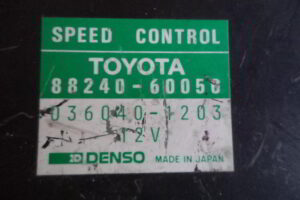 SPEED CONTROL
TOYOTA
88240-60050
036040-1203
12V
DENSO MADE IN JAPAN